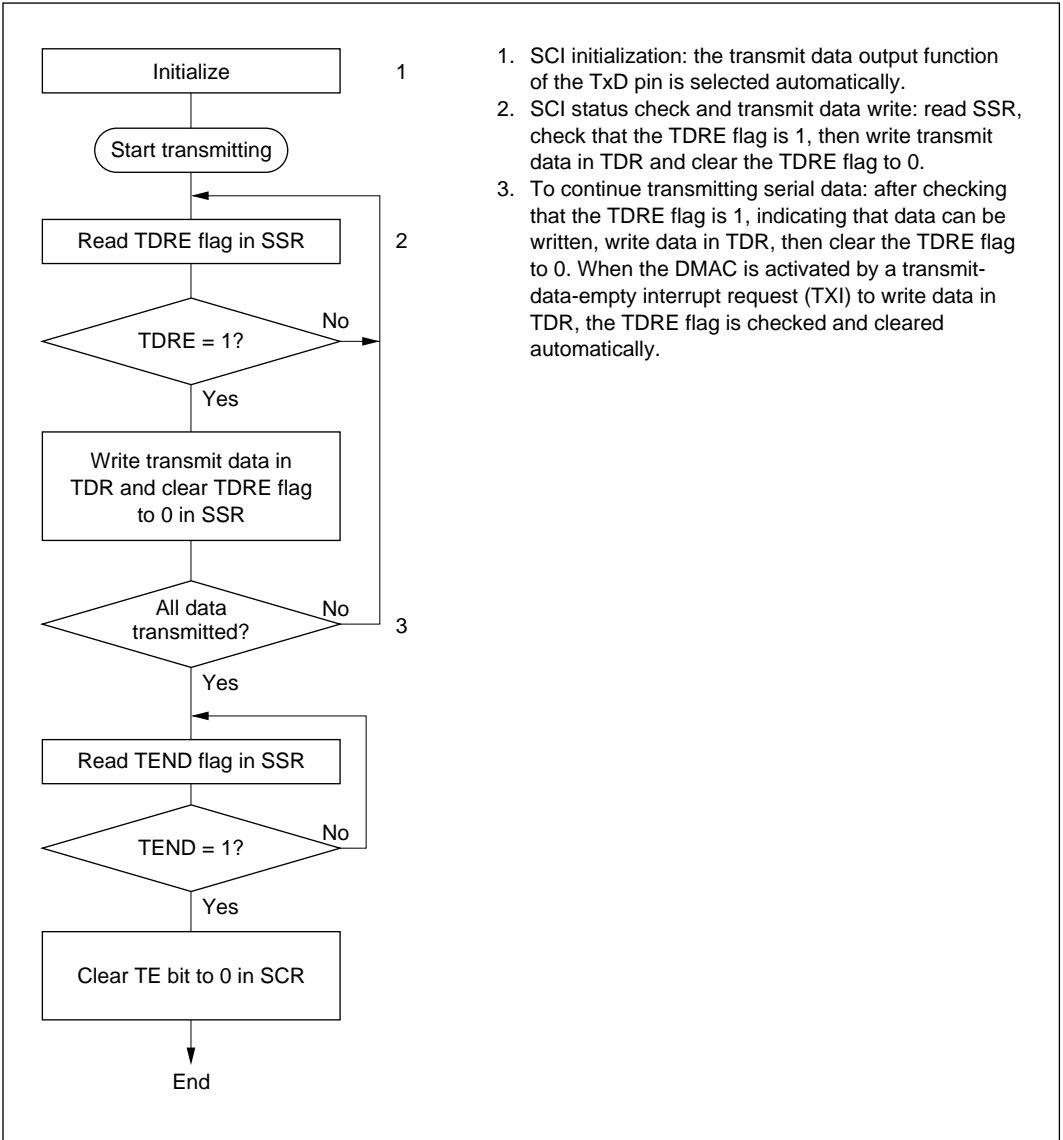 Initialize
1
Start transmitting
Read TDRE flag in SSR
2
TDRE = 1?
No
Yes
Write transmit data in
TDR and clear TDRE flag
to 0 in SSR
All data
transmitted?
No
3
Yes
Read TEND flag in SSR
TEND = 1?
No
Yes
Clear TE bit to 0 in SCR
End
1. SCI initialization: the transmit data output function
of the TxD pin is selected automatically.
2. SCI status check and transmit data write: read SSR,
check that the TDRE flag is 1, then write transmit
data in TDR and clear the TDRE flag to 0.
3. To continue transmitting serial data: after checking
that the TDRE flag is 1, indicating that data can be
written, write data in TDR, then clear the TDRE flag
to 0. When the DMAC is activated by a transmit-
data-empty interrupt request (TXI) to write data in
TDR, the TDRE flag is checked and cleared
automatically.